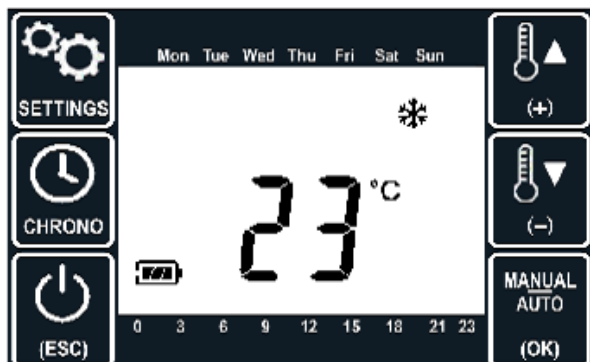 SETTINGS
CHRONO
(ESC)
Mon Tue Wed Thu Fri Sat Sun
23 °C
0 3 6 9 12 15 18 21 23
(+)
(–)
MANUAL
AUTO
(OK)